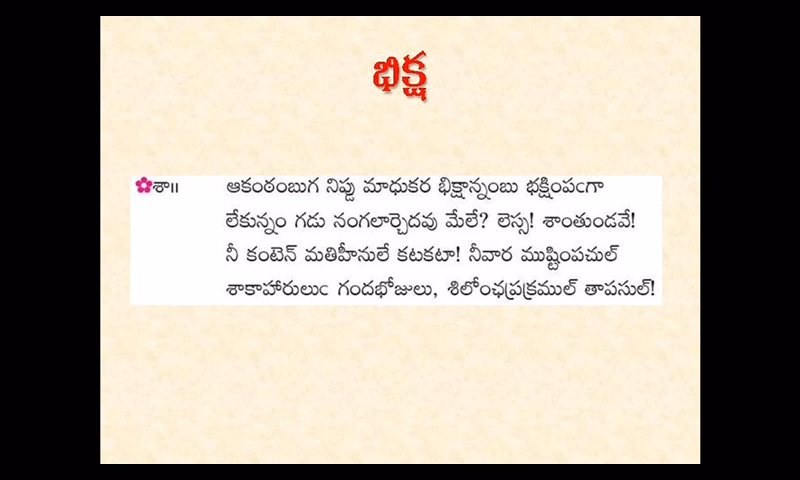 భిక్ష
✿శా॥ ఆకంఠంబుగ నిప్డు మాధుకర భిక్షాన్నంబు భక్షింపఁగా
లేకున్నం గడు నంగలార్చెదవు మేలే? లెస్స! శాంతుండవే!
నీ కంటెన్ మతిహీనులే కటకటా! నీవార ముష్టింపచుల్
శాకాహారులుఁ గందభోజులు, శిలోంఛప్రక్రముల్ తాపసుల్!